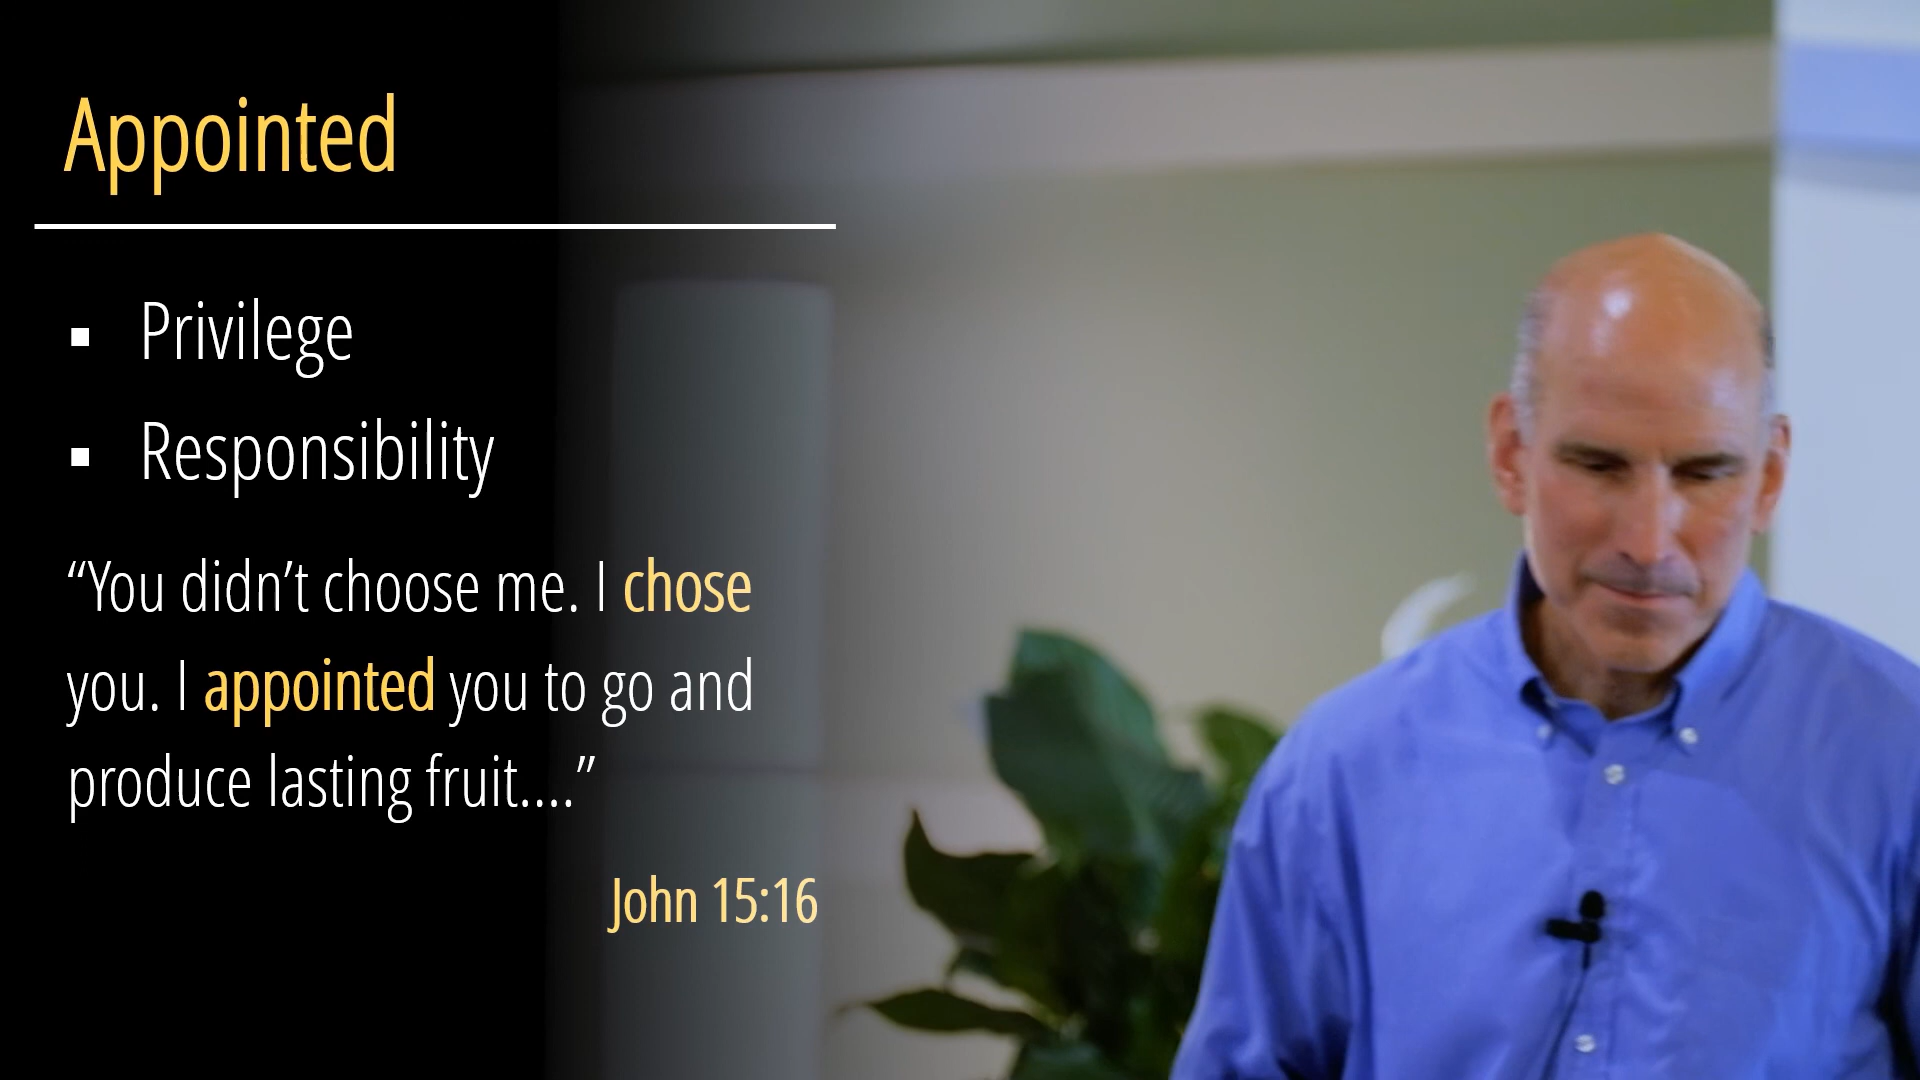 Appointed
▪ Privilege
▪ Responsibility
“You didn’t choose me. I chose
you. I appointed you to go and
produce lasting fruit....”
John 15:16